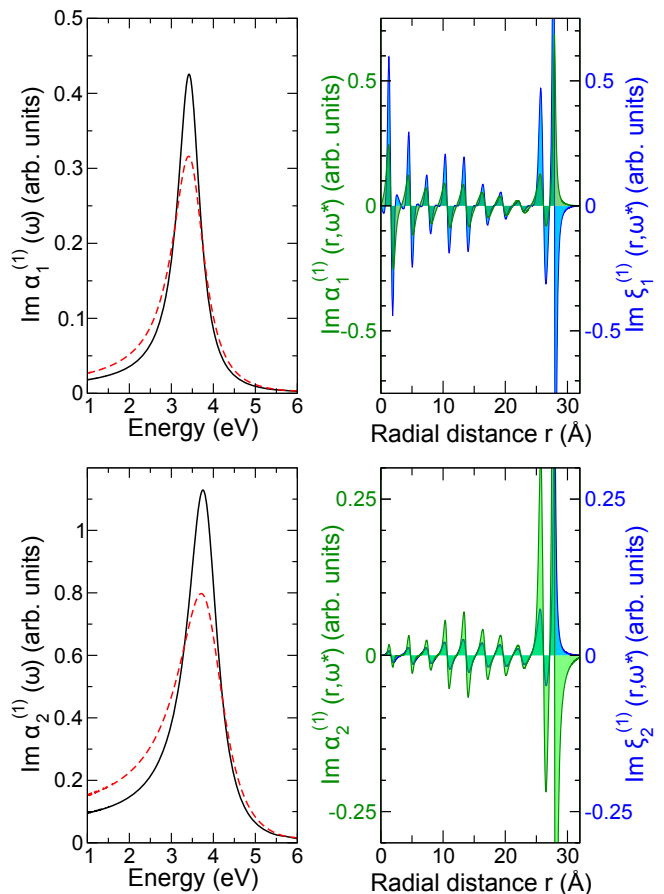 0.5
0.4
0.3
0.2
0.1
0
Im α₁⁽¹⁾ (ω) (arb. units)
1 2 3 4 5 6
Energy (eV)
0.5
0
-0.5
Im α₁⁽¹⁾ (r,ω*) (arb. units)
0.5
0
-0.5
Im ξ₁⁽¹⁾ (r,ω*) (arb. units)
0 10 20 30
Radial distance r (Å)
1
0.8
0.6
0.4
0.2
0
Im α₂⁽¹⁾ (ω) (arb. units)
1 2 3 4 5 6
Energy (eV)
0.25
0
-0.25
Im α₂⁽¹⁾ (r,ω*) (arb. units)
0.25
0
-0.25
Im ξ₂⁽¹⁾ (r,ω*) (arb. units)
0 10 20 30
Radial distance r (Å)